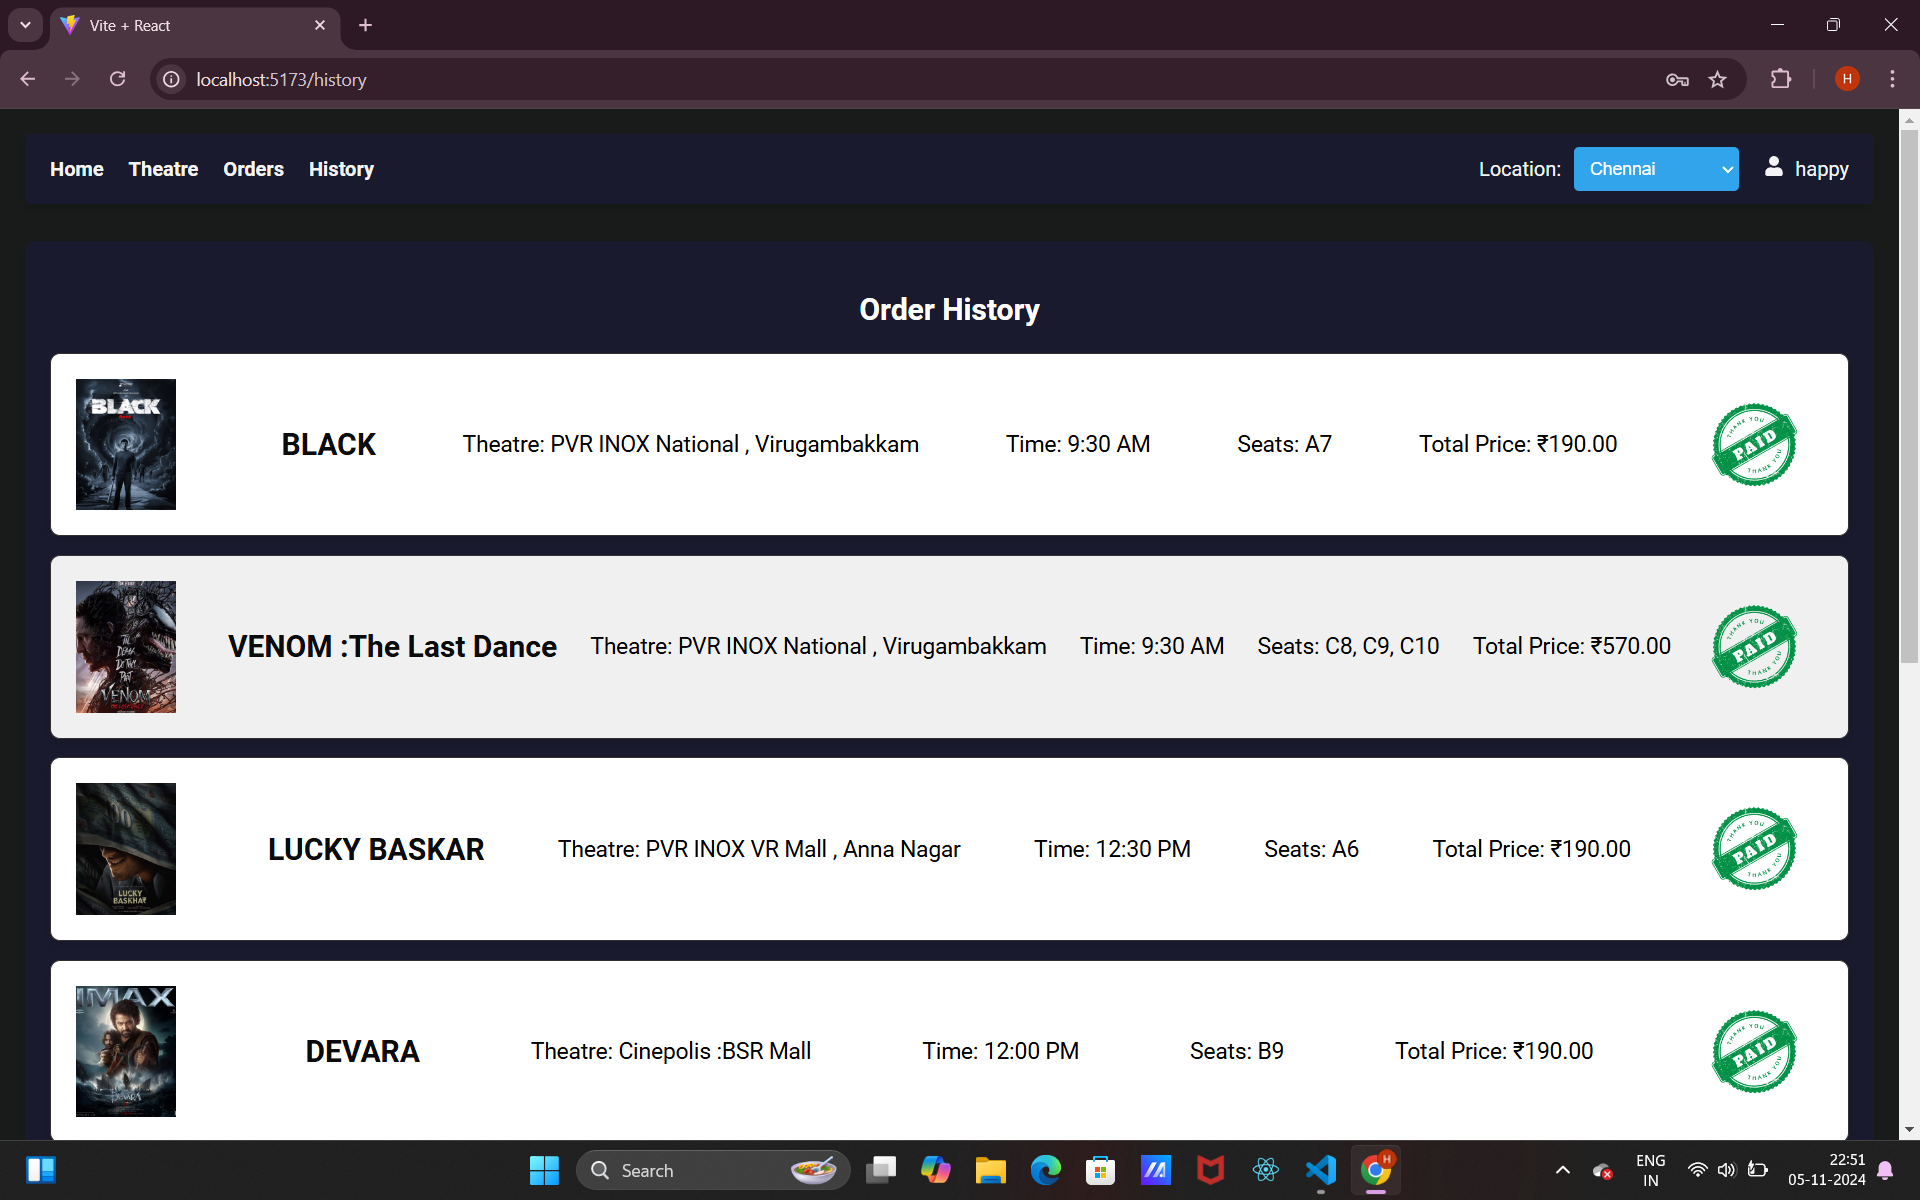 Vite + React
localhost:5173/history
H
Home Theatre Orders History Location: Chennai happy
Order History
BLACK
BLACK Theatre: PVR INOX National , Virugambakkam Time: 9:30 AM Seats: A7 Total Price: ₹190.00
THANK YOU
PAID
THANK YOU
TIL
DEATH
DO THEY
PART
VENOM
VENOM :The Last Dance Theatre: PVR INOX National , Virugambakkam Time: 9:30 AM Seats: C8, C9, C10 Total Price: ₹570.00
THANK YOU
PAID
THANK YOU
LUCKY
BASKHAR
LUCKY BASKAR Theatre: PVR INOX VR Mall , Anna Nagar Time: 12:30 PM Seats: A6 Total Price: ₹190.00
THANK YOU
PAID
THANK YOU
IMAX
DEVARA
DEVARA Theatre: Cinepolis :BSR Mall Time: 12:00 PM Seats: B9 Total Price: ₹190.00
THANK YOU
PAID
THANK YOU
Search
H
ENG
IN
22:51
05-11-2024